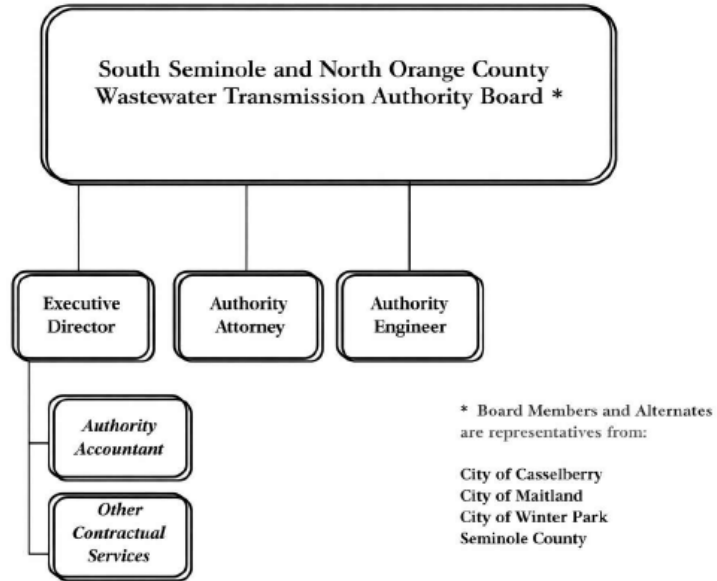 South Seminole and North Orange County
Wastewater Transmission Authority Board *
Executive
Director
Authority
Attorney
Authority
Engineer
Authority
Accountant
Other
Contractual
Services
* Board Members and Alternates
are representatives from:
City of Casselberry
City of Maitland
City of Winter Park
Seminole County